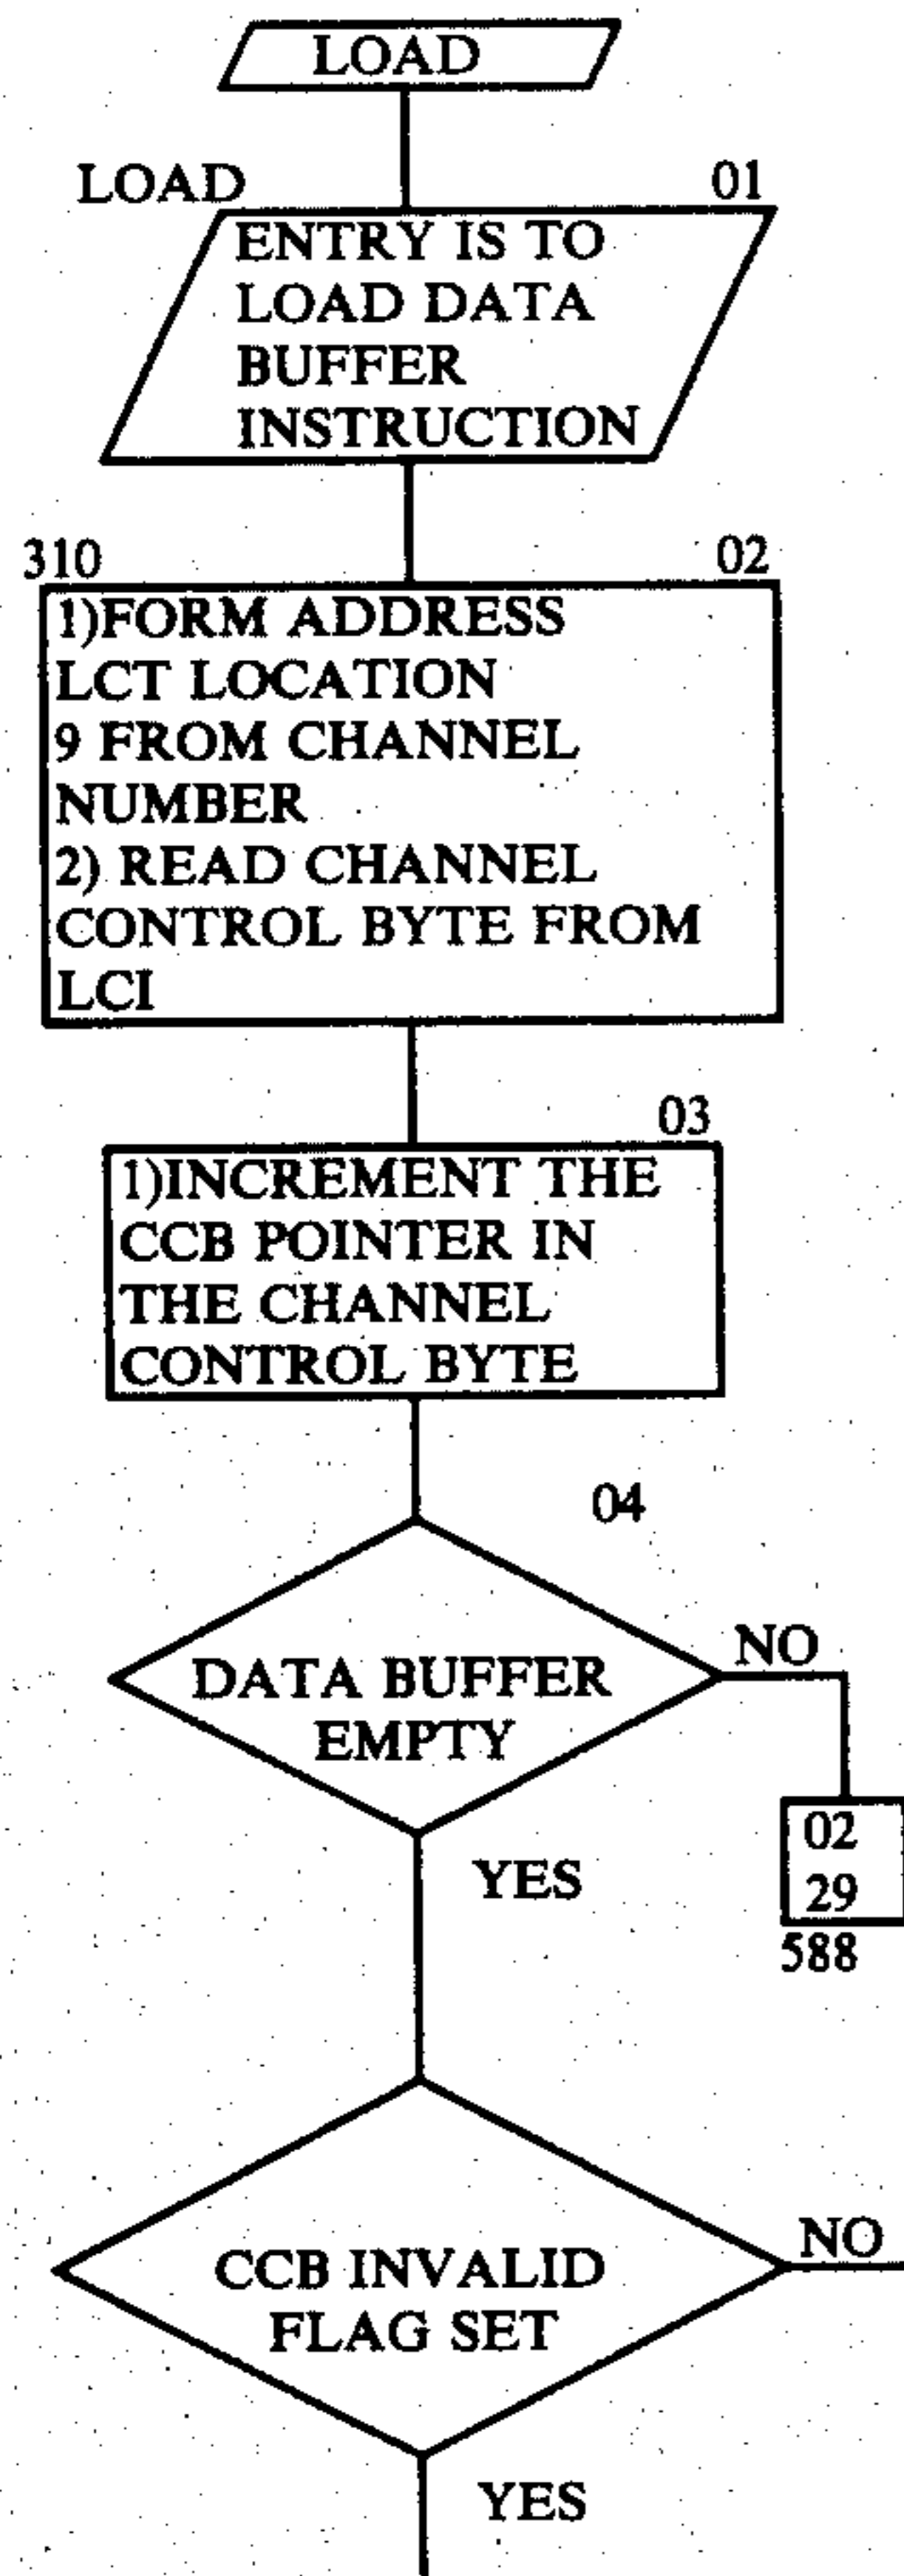 LOAD
LOAD 01
ENTRY IS TO
LOAD DATA
BUFFER
INSTRUCTION
310 02
1)FORM ADDRESS
LCT LOCATION
9 FROM CHANNEL
NUMBER
2) READ CHANNEL
CONTROL BYTE FROM
LCI
03
1)INCREMENT THE
CCB POINTER IN
THE CHANNEL
CONTROL BYTE
04
DATA BUFFER
EMPTY
NO
02
29
588
YES
CCB INVALID
FLAG SET
NO
YES